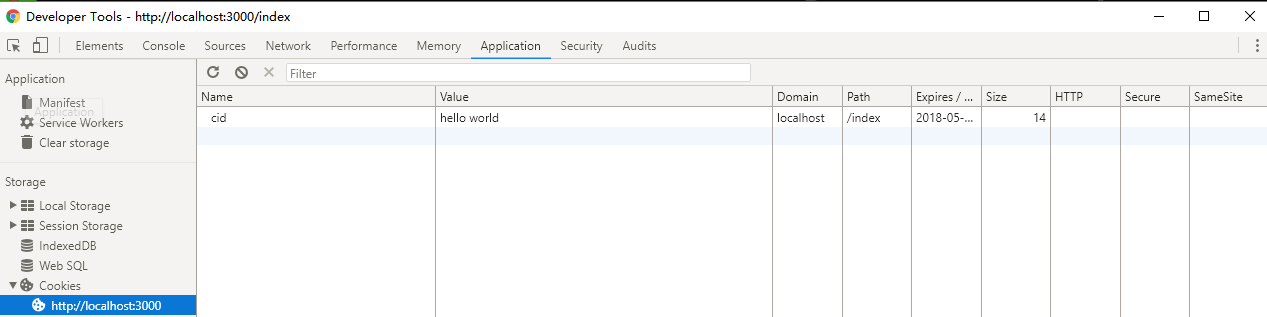 Developer Tools - http://localhost:3000/index
Elements Console Sources Network Performance Memory Application Security Audits
Application
Manifest
Application
Service Workers
Clear storage
Storage
Local Storage
Session Storage
IndexedDB
Web SQL
Cookies
http://localhost:3000
Filter
Name Value Domain Path Expires / ... Size HTTP Secure SameSite
cid hello world localhost /index 2018-05-... 14